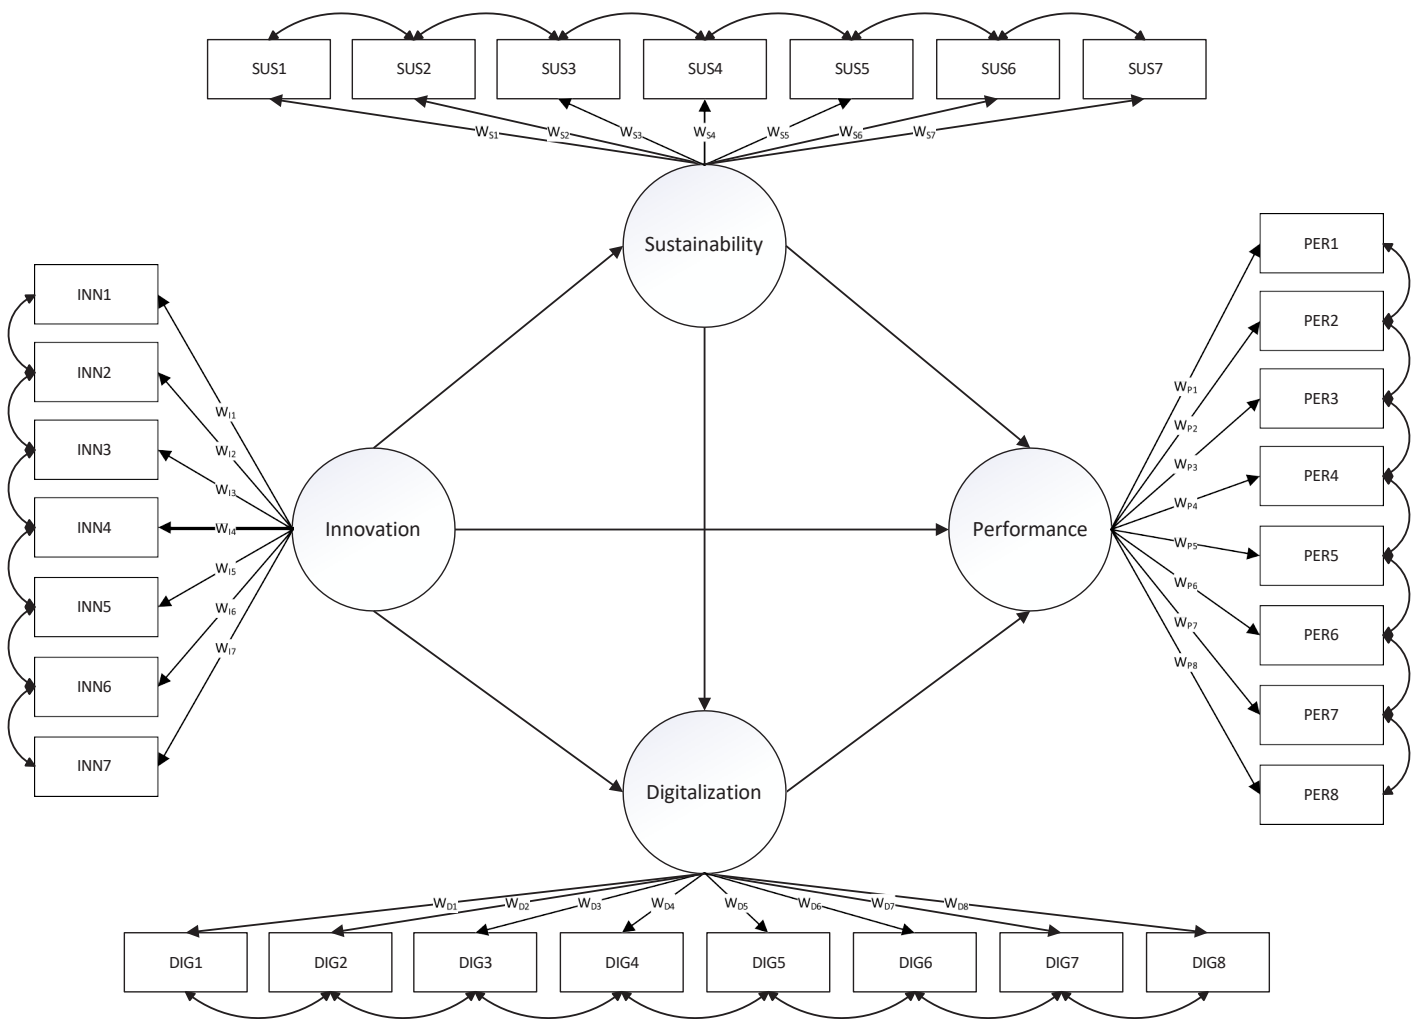 SUS1 SUS2 SUS3 SUS4 SUS5 SUS6 SUS7
WS1 WS2 WS3 WS4 WS5 WS6 WS7
Sustainability
INN1
INN2
INN3
INN4
INN5
INN6
INN7
WI1
WI2
WI3
WI4
WI5
WI6
WI7
Innovation
Performance
WP1
WP2
WP3
WP4
WP5
WP6
WP7
WP8
PER1
PER2
PER3
PER4
PER5
PER6
PER7
PER8
Digitalization
WD1 WD2 WD3 WD4 WD5 WD6 WD7 WD8
DIG1 DIG2 DIG3 DIG4 DIG5 DIG6 DIG7 DIG8